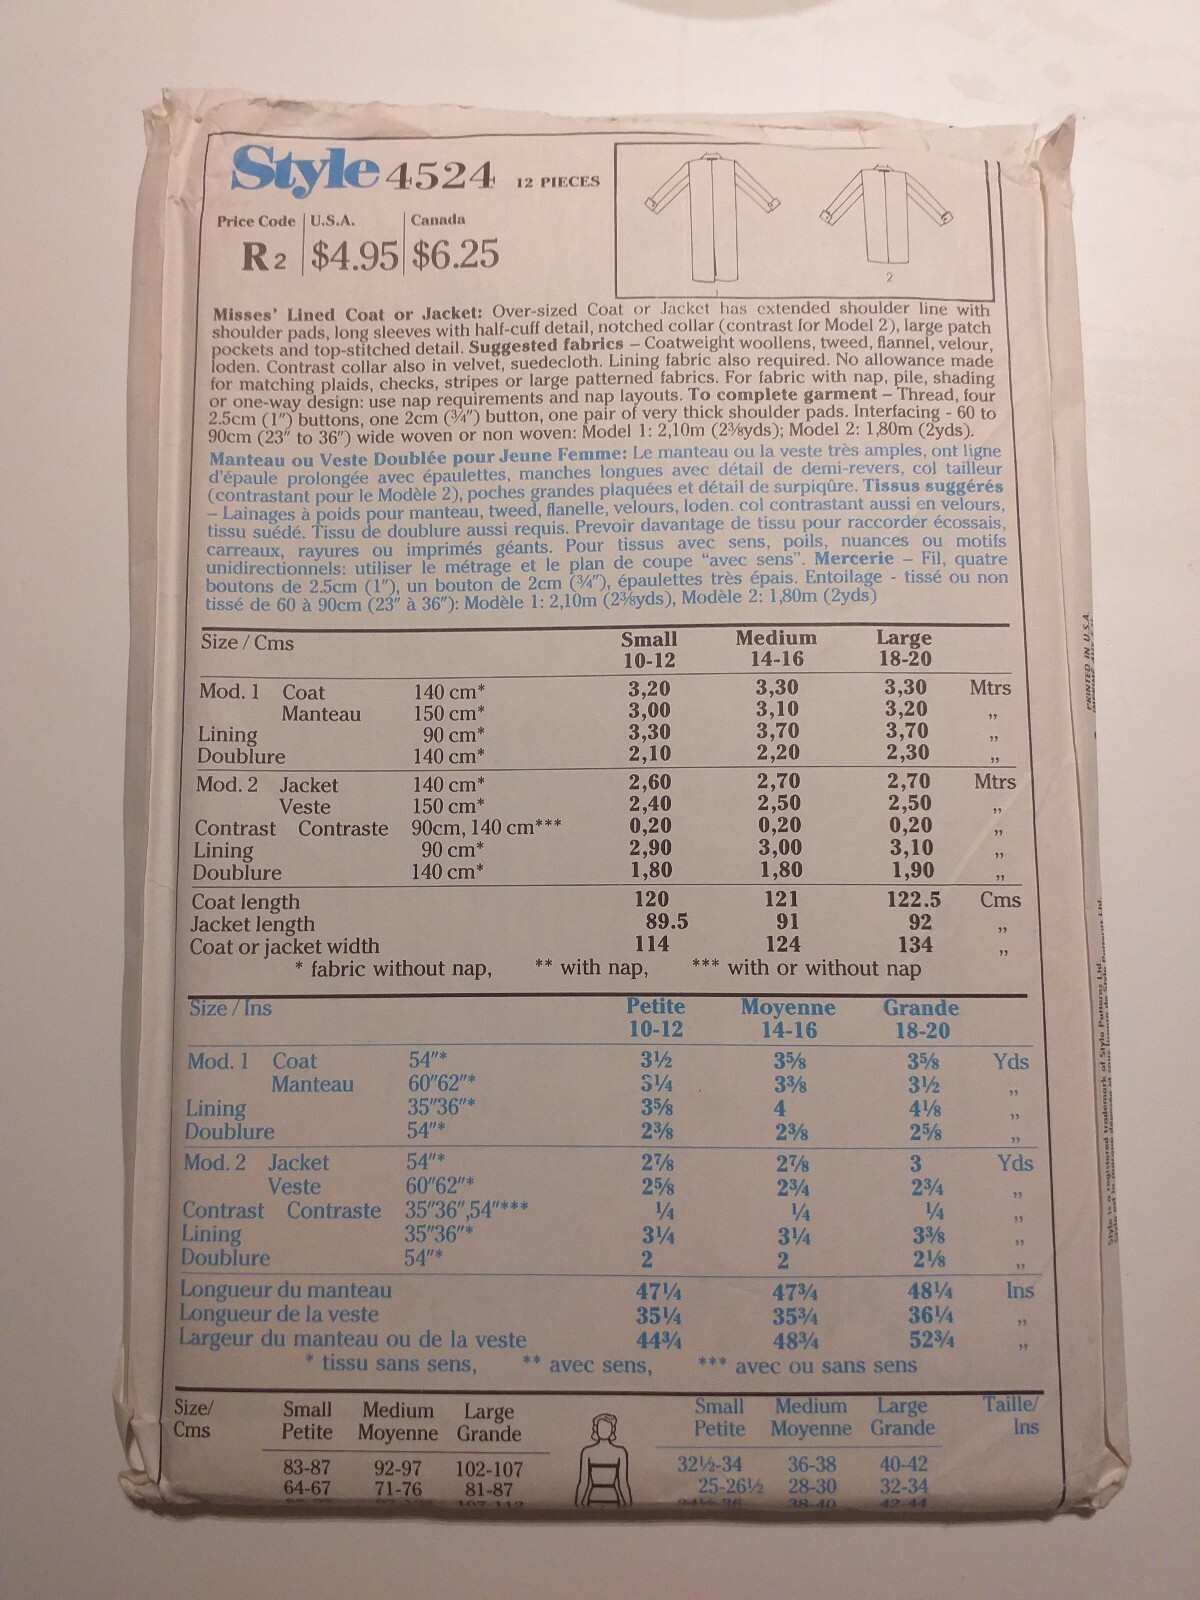 Style 4524 12 PIECES
Price Code U.S.A. Canada
R2 $4.95 $6.25
1
2
Misses' Lined Coat or Jacket: Over-sized Coat or Jacket has extended shoulder line with
shoulder pads, long sleeves with half-cuff detail, notched collar (contrast for Model 2), large patch
pockets and top-stitched detail. Suggested fabrics – Coatweight woollens, tweed, flannel, velour,
loden. Contrast collar also in velvet, suedecloth. Lining fabric also required. No allowance made
for matching plaids, checks, stripes or large patterned fabrics. For fabric with nap, pile, shading
or one-way design: use nap requirements and nap layouts. To complete garment – Thread, four
2.5cm (1″) buttons, one 2cm (¾″) button, one pair of very thick shoulder pads. Interfacing - 60 to
90cm (23″ to 36″) wide woven or non woven: Model 1: 2,10m (2⅜yds); Model 2: 1,80m (2yds).
Manteau ou Veste Doublée pour Jeune Femme: Le manteau ou la veste très amples, ont ligne
d'épaule prolongée avec épaulettes, manches longues avec détail de demi-revers, col tailleur
(contrastant pour le Modèle 2), poches grandes plaquées et détail de surpiqûre. Tissus suggérés
– Lainages à poids pour manteau, tweed, flanelle, velours, loden. col contrastant aussi en velours,
tissu suédé. Tissu de doublure aussi requis. Prevoir davantage de tissu pour raccorder écossais,
carreaux, rayures ou imprimés géants. Pour tissus avec sens, poils, nuances ou motifs
unidirectionnels: utiliser le métrage et le plan de coupe "avec sens". Mercerie – Fil, quatre
boutons de 2.5cm (1″), un bouton de 2cm (¾″), épaulettes très épais. Entoilage - tissé ou non
tissé de 60 à 90cm (23″ à 36″): Modèle 1: 2,10m (2⅜yds), Modèle 2: 1,80m (2yds)
Size / Cms Small Medium Large
10-12 14-16 18-20
Mod. 1 Coat 140 cm* 3,20 3,30 3,30 Mtrs
Manteau 150 cm* 3,00 3,10 3,20 ,,
Lining 90 cm* 3,30 3,70 3,70 ,,
Doublure 140 cm* 2,10 2,20 2,30 ,,
Mod. 2 Jacket 140 cm* 2,60 2,70 2,70 Mtrs
Veste 150 cm* 2,40 2,50 2,50 ,,
Contrast Contraste 90cm, 140 cm*** 0,20 0,20 0,20 ,,
Lining 90 cm* 2,90 3,00 3,10 ,,
Doublure 140 cm* 1,80 1,80 1,90 ,,
Coat length 120 121 122.5 Cms
Jacket length 89.5 91 92 ,,
Coat or jacket width 114 124 134 ,,
* fabric without nap, ** with nap, *** with or without nap
Size / Ins Petite Moyenne Grande
10-12 14-16 18-20
Mod. 1 Coat 54″* 3½ 3⅝ 3⅝ Yds
Manteau 60″62″* 3¼ 3⅜ 3½ ,,
Lining 35″36″* 3⅝ 4 4⅛ ,,
Doublure 54″* 2⅜ 2⅜ 2⅝ ,,
Mod. 2 Jacket 54″* 2⅞ 2⅞ 3 Yds
Veste 60″62″* 2⅝ 2¾ 2¾ ,,
Contrast Contraste 35″36″,54″*** ¼ ¼ ¼ ,,
Lining 35″36″* 3¼ 3¼ 3⅜ ,,
Doublure 54″* 2 2 2⅛ ,,
Longueur du manteau 47¼ 47¾ 48¼ Ins
Longueur de la veste 35¼ 35¾ 36¼ ,,
Largeur du manteau ou de la veste 44¾ 48¾ 52¾ ,,
* tissu sans sens, ** avec sens, *** avec ou sans sens
Size/ Small Medium Large Small Medium Large Taille/
Cms Petite Moyenne Grande Petite Moyenne Grande Ins
83-87 92-97 102-107 32½-34 36-38 40-42
64-67 71-76 81-87 25-26½ 28-30 32-34
107-112 38-40 42-44
PRINTED IN U.S.A.
Style is a registered trademark of Style Patterns Ltd.